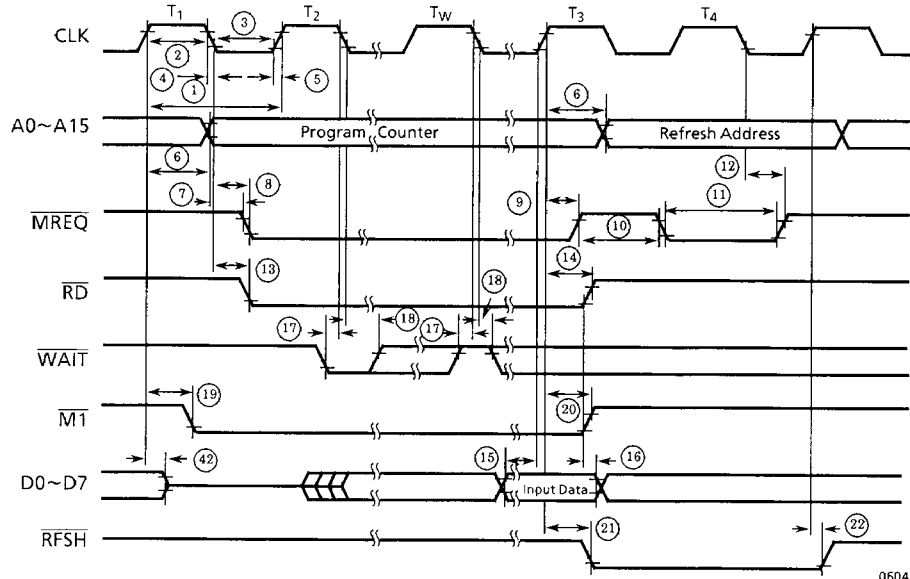 T1 T2 TW T3 T4
CLK
③
②
④ ⑤
①
A0~A15 Program Counter ⑥ Refresh Address
⑥ ⑫
⑦ ⑧ ⑨ ⑪
MREQ ⑩
⑬ ⑭
RD
⑱
⑰ ⑱ ⑰
WAIT
⑲ ⑳
M1
㊷ ⑮ ⑯
D0~D7 Input Data
㉑ ㉒
RFSH
0604